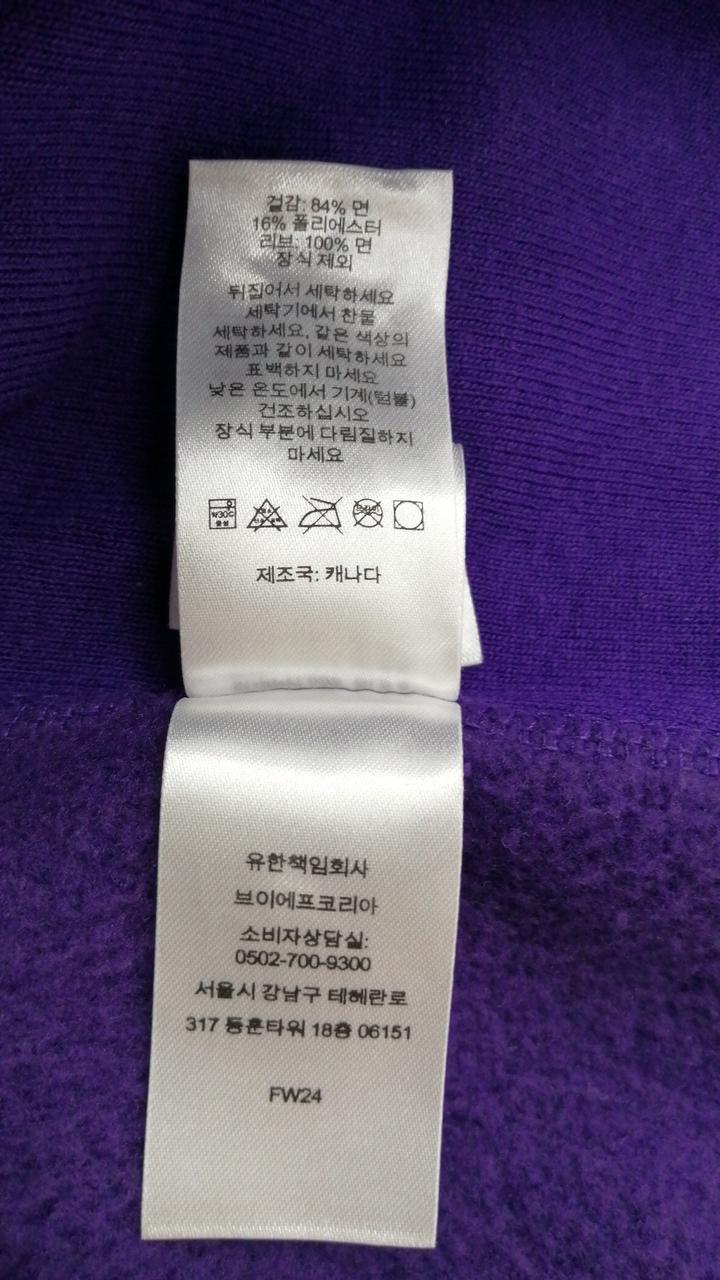 겉감: 84% 면
16% 폴리에스터
리브: 100% 면
장식 제외
뒤집어서 세탁하세요
세탁기에서 찬물
세탁하세요, 같은 색상의
제품과 같이 세탁하세요
표백하지 마세요
낮은 온도에서 기계(텀블)
건조하십시오
장식 부분에 다림질하지
마세요
약30℃
중성
제조국: 캐나다
유한책임회사
브이에프코리아
소비자상담실:
0502-700-9300
서울시 강남구 테헤란로
317 동훈타워 18층 06151
FW24